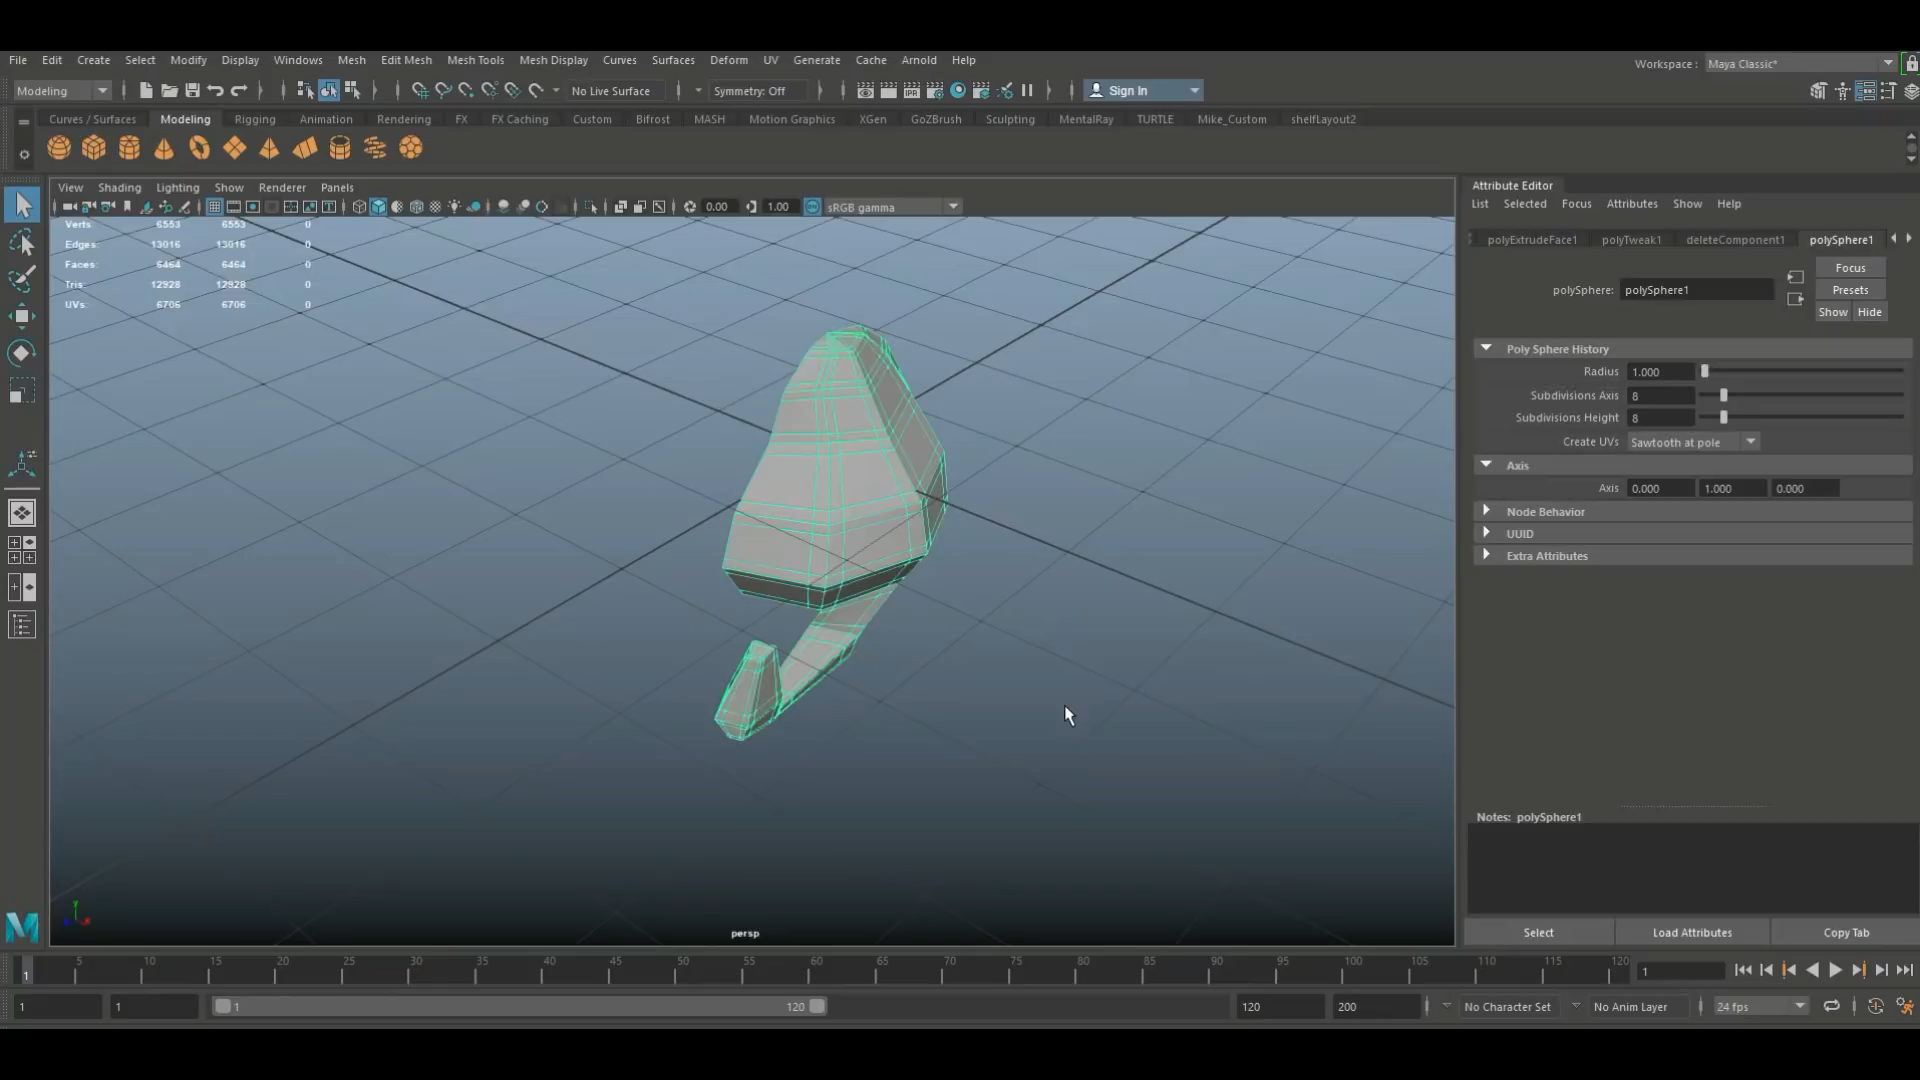 File Edit Create Select Modify Display Windows Mesh Edit Mesh Mesh Tools Mesh Display Curves Surfaces Deform UV Generate Cache Arnold Help Workspace : Maya Classic*
Modeling No Live Surface Symmetry: Off IPR Sign In
Curves / Surfaces Modeling Rigging Animation Rendering FX FX Caching Custom Bifrost MASH Motion Graphics XGen GoZBrush Sculpting MentalRay TURTLE Mike_Custom shelfLayout2
View Shading Lighting Show Renderer Panels
0.00 1.00 sRGB gamma
Verts: 6553 6553 0
Edges: 13016 13016 0
Faces: 6464 6464 0
Tris: 12928 12928 0
UVs: 6706 6706 0
persp
Attribute Editor
List Selected Focus Attributes Show Help
polyExtrudeFace1 polyTweak1 deleteComponent1 polySphere1
Focus
polySphere: polySphere1 Presets
Show Hide
Poly Sphere History
Radius 1.000
Subdivisions Axis 8
Subdivisions Height 8
Create UVs Sawtooth at pole
Axis
Axis 0.000 1.000 0.000
Node Behavior
UUID
Extra Attributes
Notes: polySphere1
Select Load Attributes Copy Tab
1 5 10 15 20 25 30 35 40 45 50 55 60 65 70 75 80 85 90 95 100 105 110 115 120 1
1 1 1 120 120 200 No Character Set No Anim Layer 24 fps